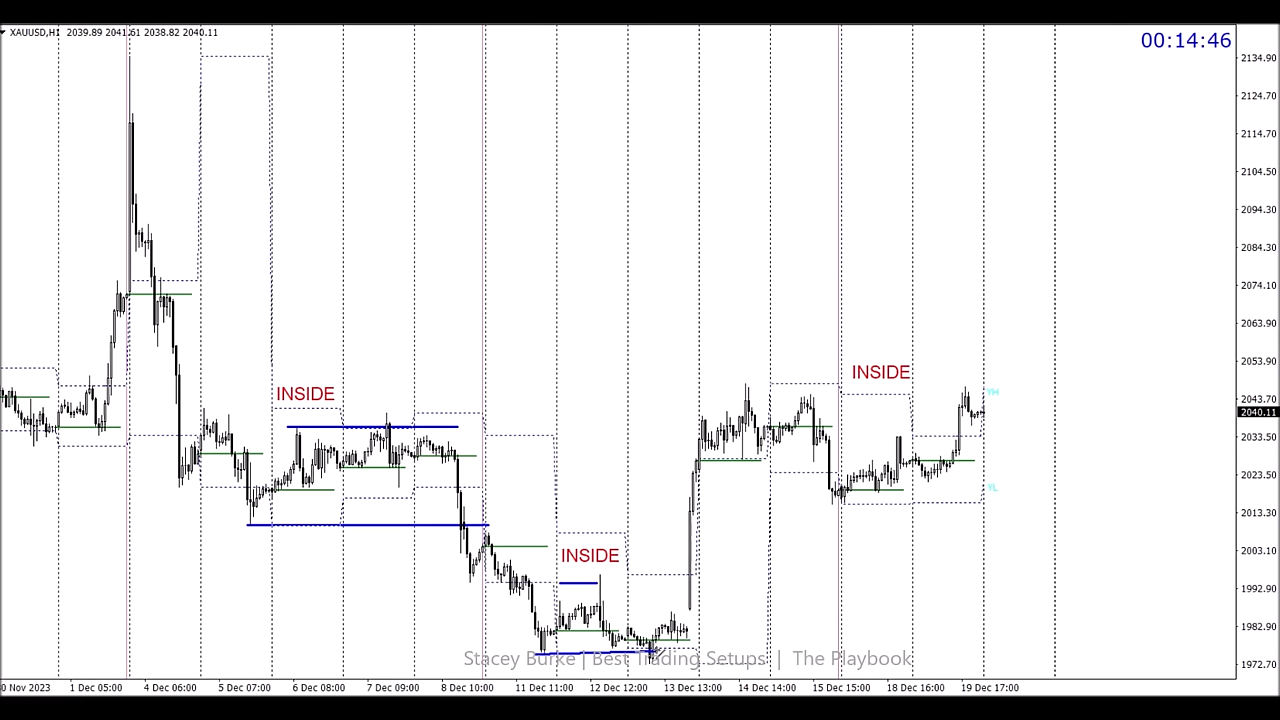 XAUUSD,H1 2039.89 2041.61 2038.82 2040.11
00:14:46
2134.90
2124.70
2114.70
2104.50
2094.30
2084.30
2074.10
2063.90
2053.90
2043.70
2040.11
2033.50
2023.50
2013.30
2003.10
1992.90
1982.90
1972.70
INSIDE
INSIDE
INSIDE
YH
YL
Stacey Burke | Best Trading Setups | The Playbook
0 Nov 2023 1 Dec 05:00 4 Dec 06:00 5 Dec 07:00 6 Dec 08:00 7 Dec 09:00 8 Dec 10:00 11 Dec 11:00 12 Dec 12:00 13 Dec 13:00 14 Dec 14:00 15 Dec 15:00 18 Dec 16:00 19 Dec 17:00